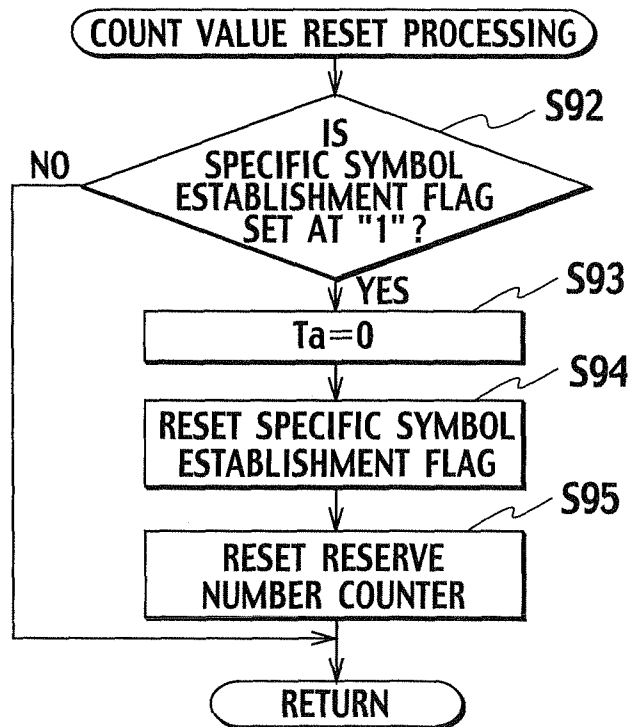 COUNT VALUE RESET PROCESSING
S92
IS
SPECIFIC SYMBOL
ESTABLISHMENT FLAG
SET AT "1"?
NO
YES
S93
Ta=0
S94
RESET SPECIFIC SYMBOL
ESTABLISHMENT FLAG
S95
RESET RESERVE
NUMBER COUNTER
RETURN